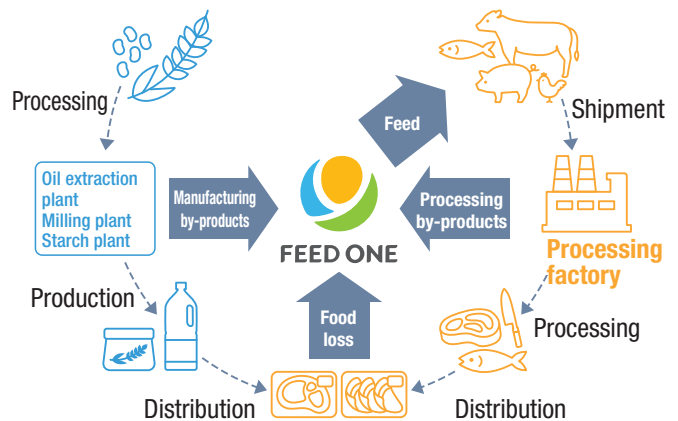 Processing
Oil extraction
plant
Milling plant
Starch plant
Manufacturing
by-products
Production
Distribution
FEED ONE
Food
loss
Feed
Shipment
Processing
by-products
Processing
factory
Processing
Distribution